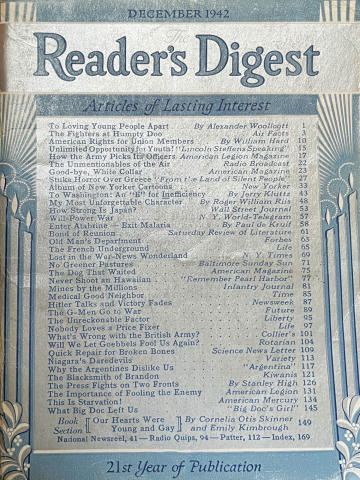 DECEMBER 1942
The
Reader's Digest
Articles of Lasting Interest
To Loving Young People Apart By Alexander Woollcott 1
The Fighters at Humpty Doo Air Facts 3
American Rights for Union Members By William Hard 10
Unlimited Opportunity for Youth! "Lincoln Steffens Speaking" 15
How the Army Picks Its Officers American Legion Magazine 17
The Unmentionables of the Air Radio Broadcast 22
Good-bye, White Collar American Magazine 23
Stuka Horror Over Greece "From the Land of Silent People" 27
Album of New Yorker Cartoons New Yorker 33
To Washington: An "E" for Inefficiency By Jerry Klutts 43
My Most Unforgettable Character By Roger William Riis 48
How Strong Is Japan? Wall Street Journal 53
Will-Power War N. Y. World-Telegram 57
Enter Atabrine — Exit Malaria By Paul de Kruif 58
Bond of Reunion Saturday Review of Literature 61
Old Man's Department Forbes 63
The French Underground Life 65
Lost in the War-News Wonderland N. Y. Times 69
No Greener Pastures Baltimore Sunday Sun 71
The Dog That Waited American Magazine 75
Never Shoot an Hawaiian "Remember Pearl Harbor" 77
Mines by the Millions Infantry Journal 81
Medical Good Neighbor Time 85
Hitler Talks and Victory Fades Newsweek 87
The G-Men Go to War Future 89
The Unreckonable Factor Liberty 95
Nobody Loves a Price Fixer Life 97
What's Wrong with the British Army? Collier's 101
Will We Let Goebbels Fool Us Again? Rotarian 104
Quick Repair for Broken Bones Science News Letter 109
Niagara's Daredevils Variety 113
Why the Argentines Dislike Us "Argentina" 117
The Blacksmith of Brandon Kiwanis 121
The Press Fights on Two Fronts By Stanley High 126
The Importance of Fooling the Enemy American Legion 131
This Is Starvation! American Mercury 134
What Big Doc Left Us "Big Doc's Girl" 145
Book Section Our Hearts Were Young and Gay By Cornelia Otis Skinner and Emily Kimbrough 149
National Newsreel, 41 — Radio Quips, 94 — Patter, 112 — Index, 169
21st Year of Publication